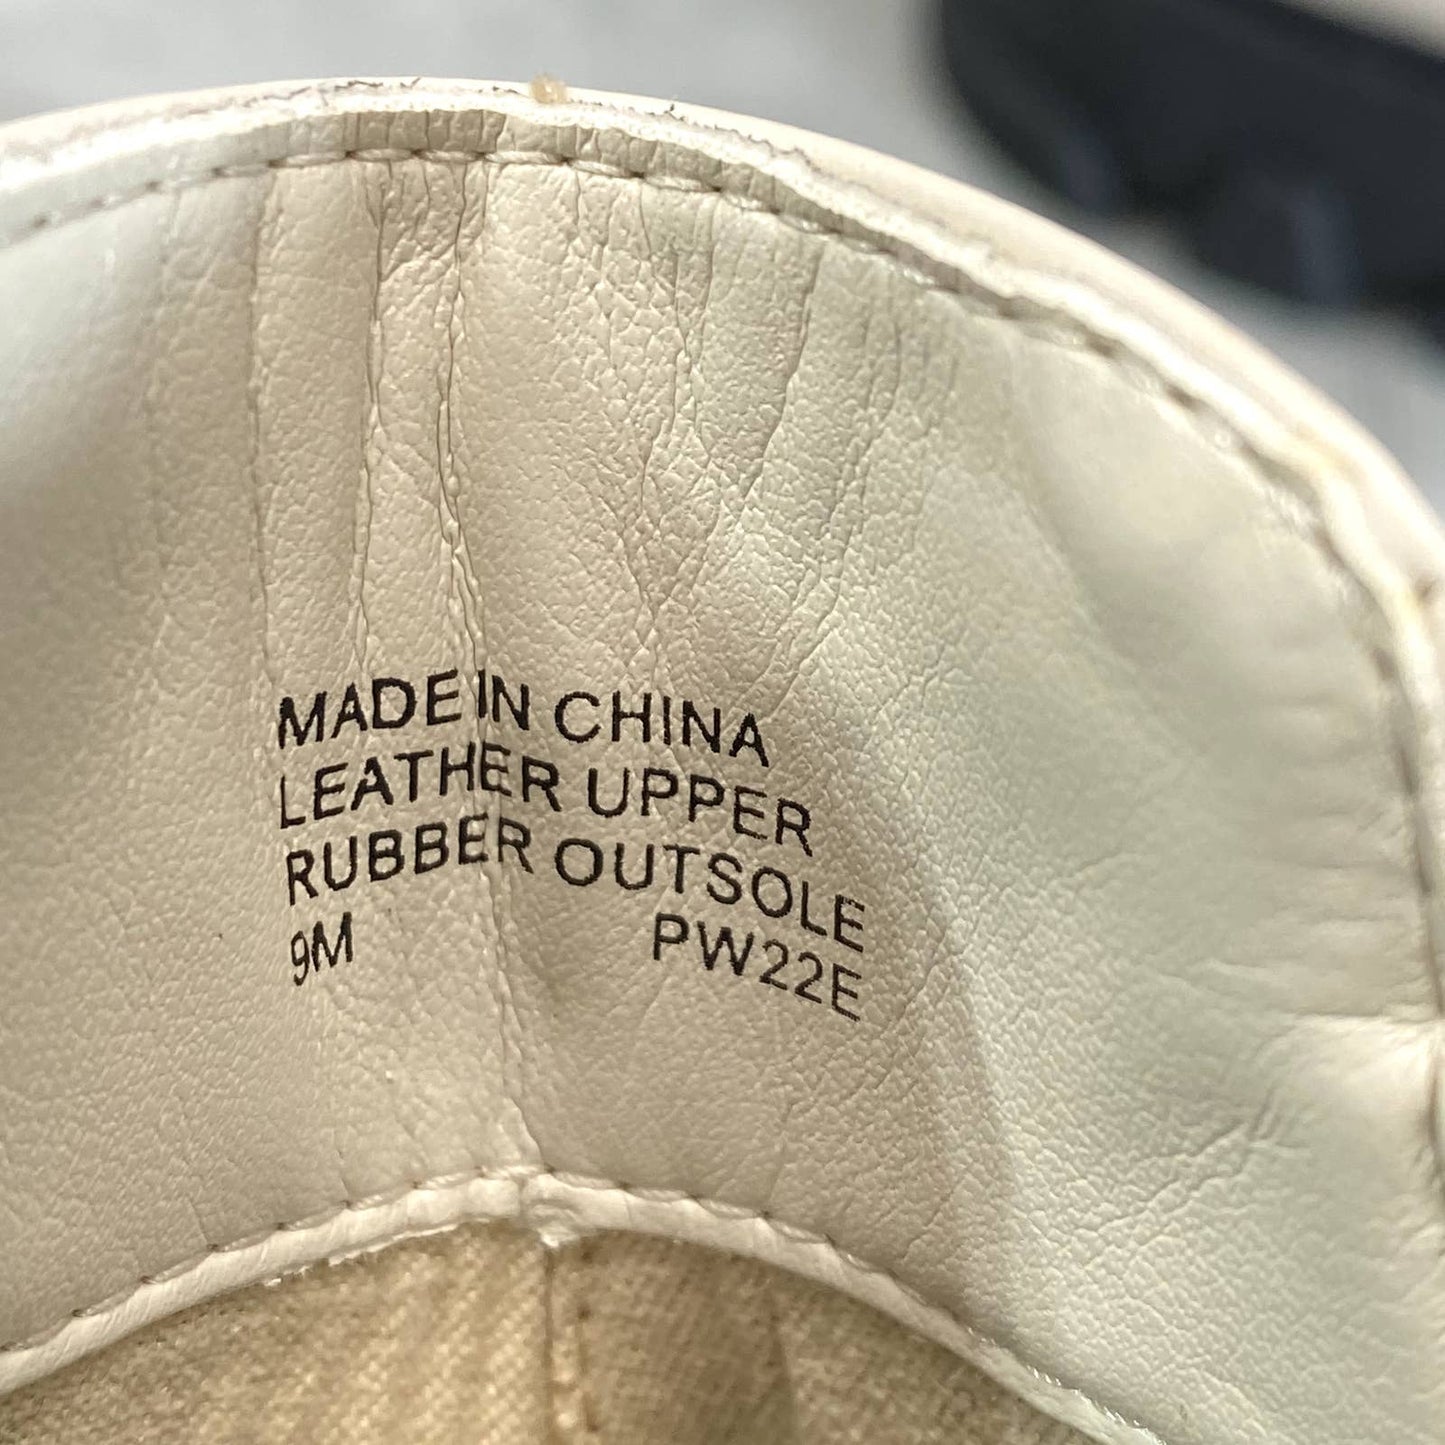 MADE IN CHINA
LEATHER UPPER
RUBBER OUTSOLE
9M PW22E